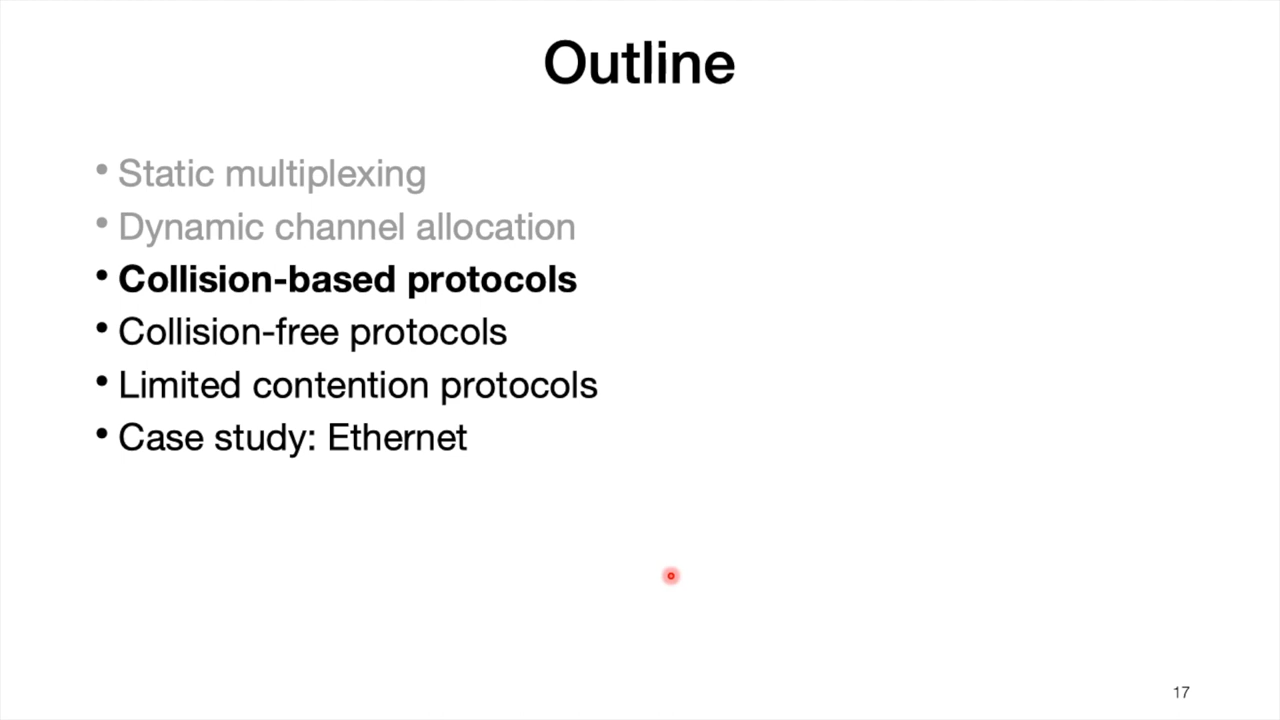 Outline
• Static multiplexing
• Dynamic channel allocation
• Collision-based protocols
• Collision-free protocols
• Limited contention protocols
• Case study: Ethernet
17